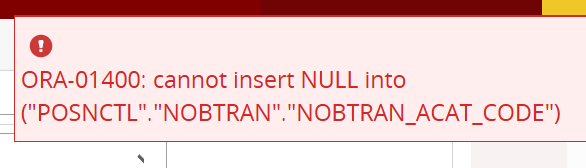 ORA-01400: cannot insert NULL into
("POSNCTL"."NOBTRAN"."NOBTRAN_ACAT_CODE")